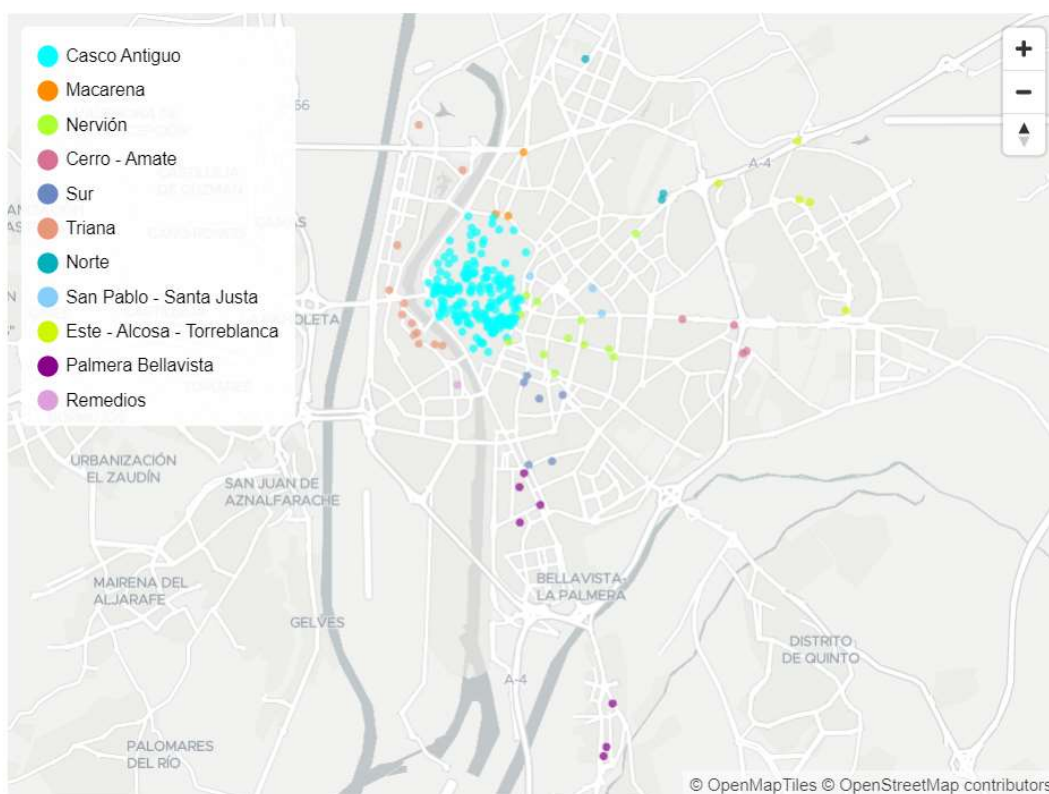 Casco Antiguo
Macarena
Nervión
Cerro - Amate
Sur
Triana
Norte
San Pablo - Santa Justa
Este - Alcosa - Torreblanca
Palmera Bellavista
Remedios
A-4
URBANIZACIÓN
EL ZAUDÍN
SAN JUAN DE
AZNALFARACHE
MAIRENA DEL
ALJARAFE
BELLAVISTA-
LA PALMERA
GELVES
DISTRITO
DE QUINTO
A-4
PALOMARES
DEL RÍO
© OpenMapTiles © OpenStreetMap contributors